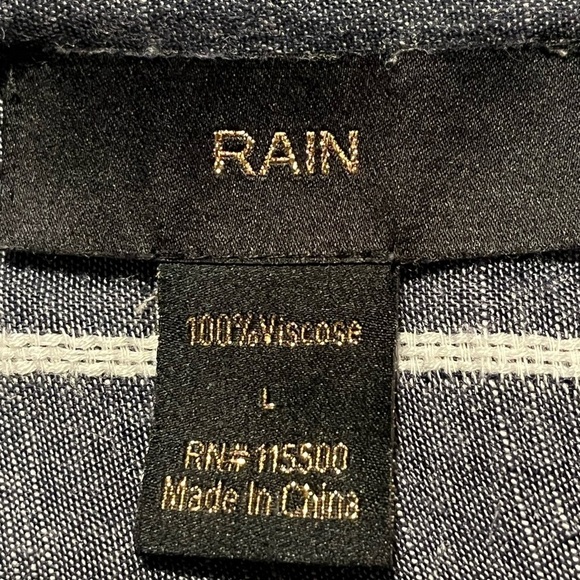 RAIN
100%Viscose
L
RN# 115500
Made In China